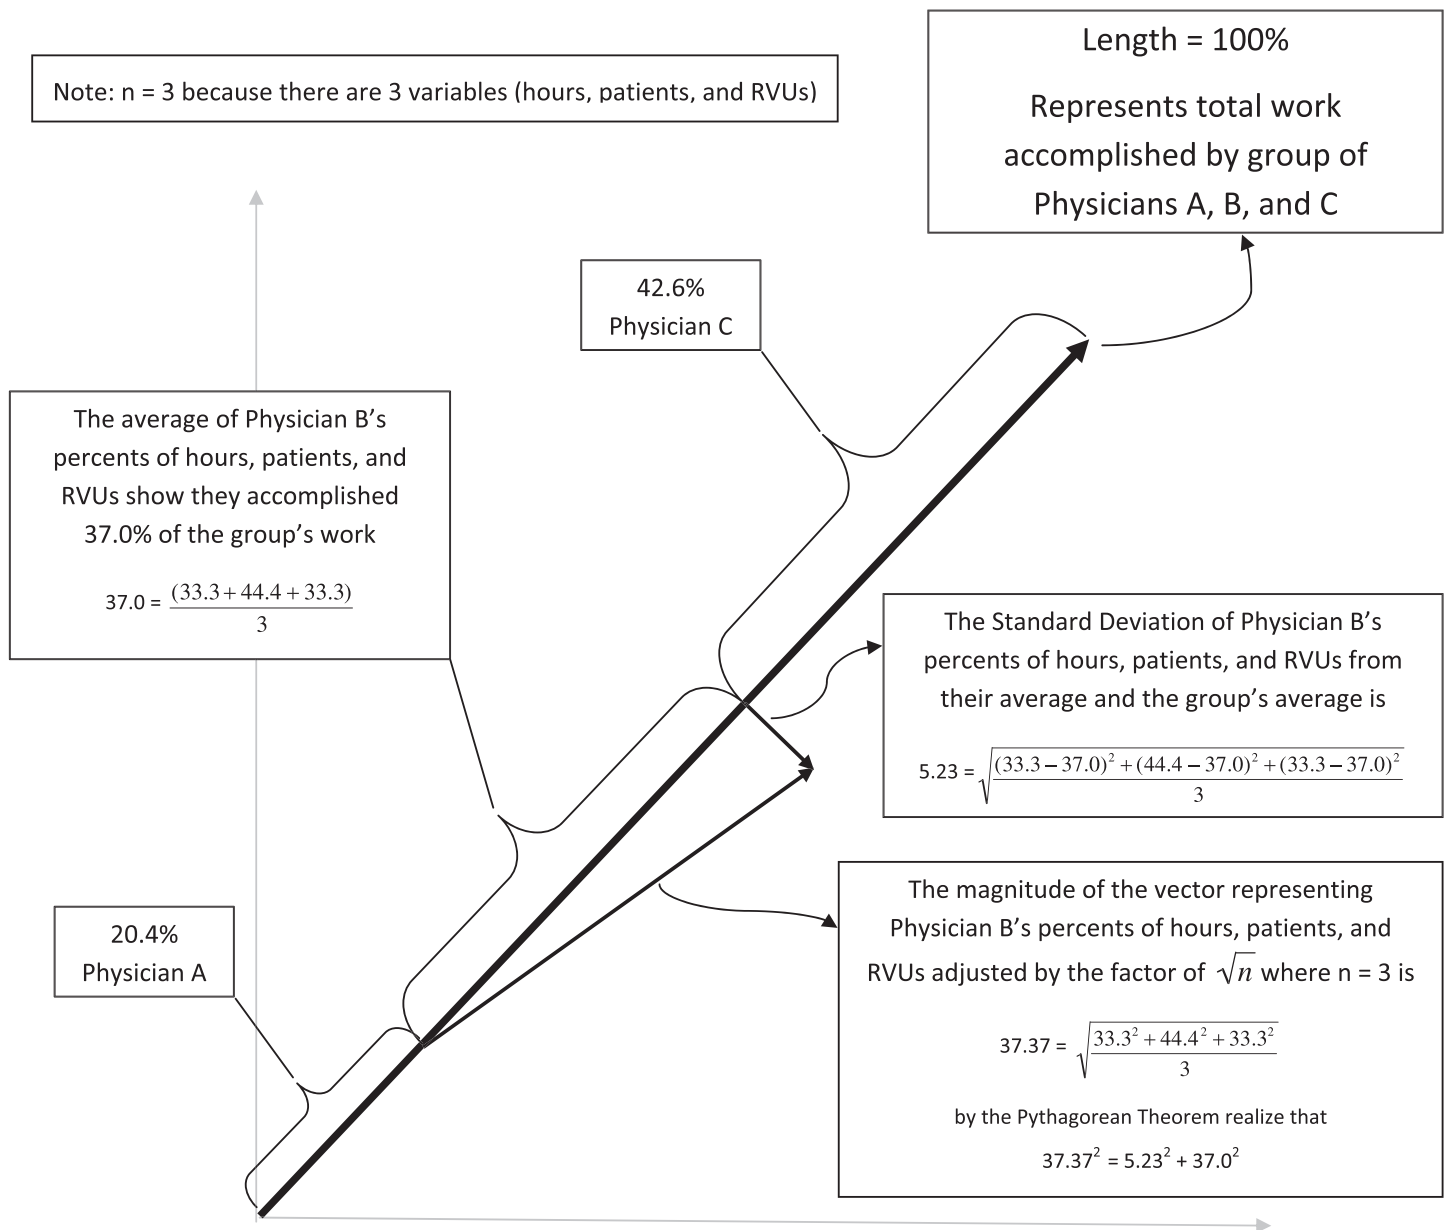 Length = 100%
Represents total work
accomplished by group of
Physicians A, B, and C
Note: n = 3 because there are 3 variables (hours, patients, and RVUs)
42.6%
Physician C
The average of Physician B’s
percents of hours, patients, and
RVUs show they accomplished
37.0% of the group’s work
37.0 = (33.3 + 44.4 + 33.3) / 3
The Standard Deviation of Physician B’s
percents of hours, patients, and RVUs from
their average and the group’s average is
5.23 = √((33.3 − 37.0)² + (44.4 − 37.0)² + (33.3 − 37.0)² / 3)
The magnitude of the vector representing
Physician B’s percents of hours, patients, and
RVUs adjusted by the factor of √n where n = 3 is
37.37 = √(33.3² + 44.4² + 33.3² / 3)
by the Pythagorean Theorem realize that
37.37² = 5.23² + 37.0²
20.4%
Physician A